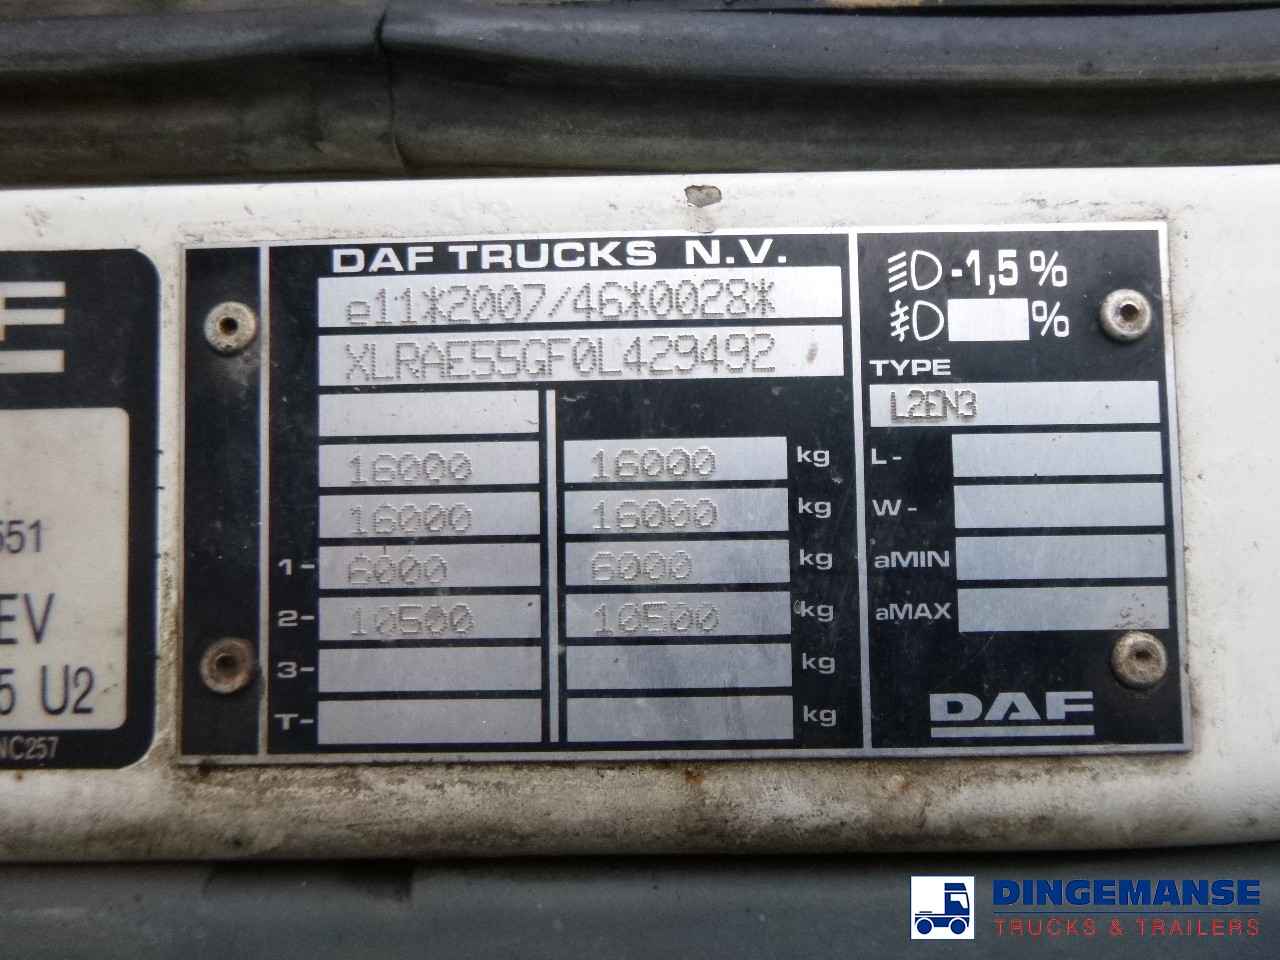 DAF TRUCKS N.V.
e11*2007/46*0028*
XLRAE55GF0L429492
16000 16000 kg
16000 16000 kg
1- 6000 6000 kg
2- 10500 10500 kg
3- kg
T- kg
-1,5 %
%
TYPE
L2EN3
L-
W-
aMIN
aMAX
DAF
F
551
EV
5 U2
NC257
DINGEMANSE
TRUCKS & TRAILERS